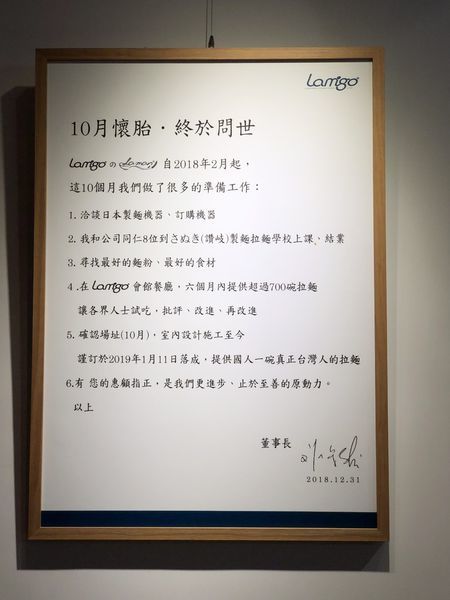 Lamigo
10月懷胎·終於問世
Lamigo の 自2018年2月起，
這10個月我們做了很多的準備工作：
1. 洽談日本製麵機器、訂購機器
2. 我和公司同仁8位到さぬき(讚岐)製麵拉麵學校上課、結業
3. 尋找最好的麵粉、最好的食材
4 .在 Lamigo 會館餐廳，六個月內提供超過700碗拉麵
讓各界人士試吃，批評、改進、再改進
5. 確認場址(10月)，室內設計施工至今
謹訂於2019年1月11日落成，提供國人一碗真正台灣人的拉麵
6.有 您的惠顧指正，是我們更進步、止於至善的原動力。
以上
董事長
2018.12.31